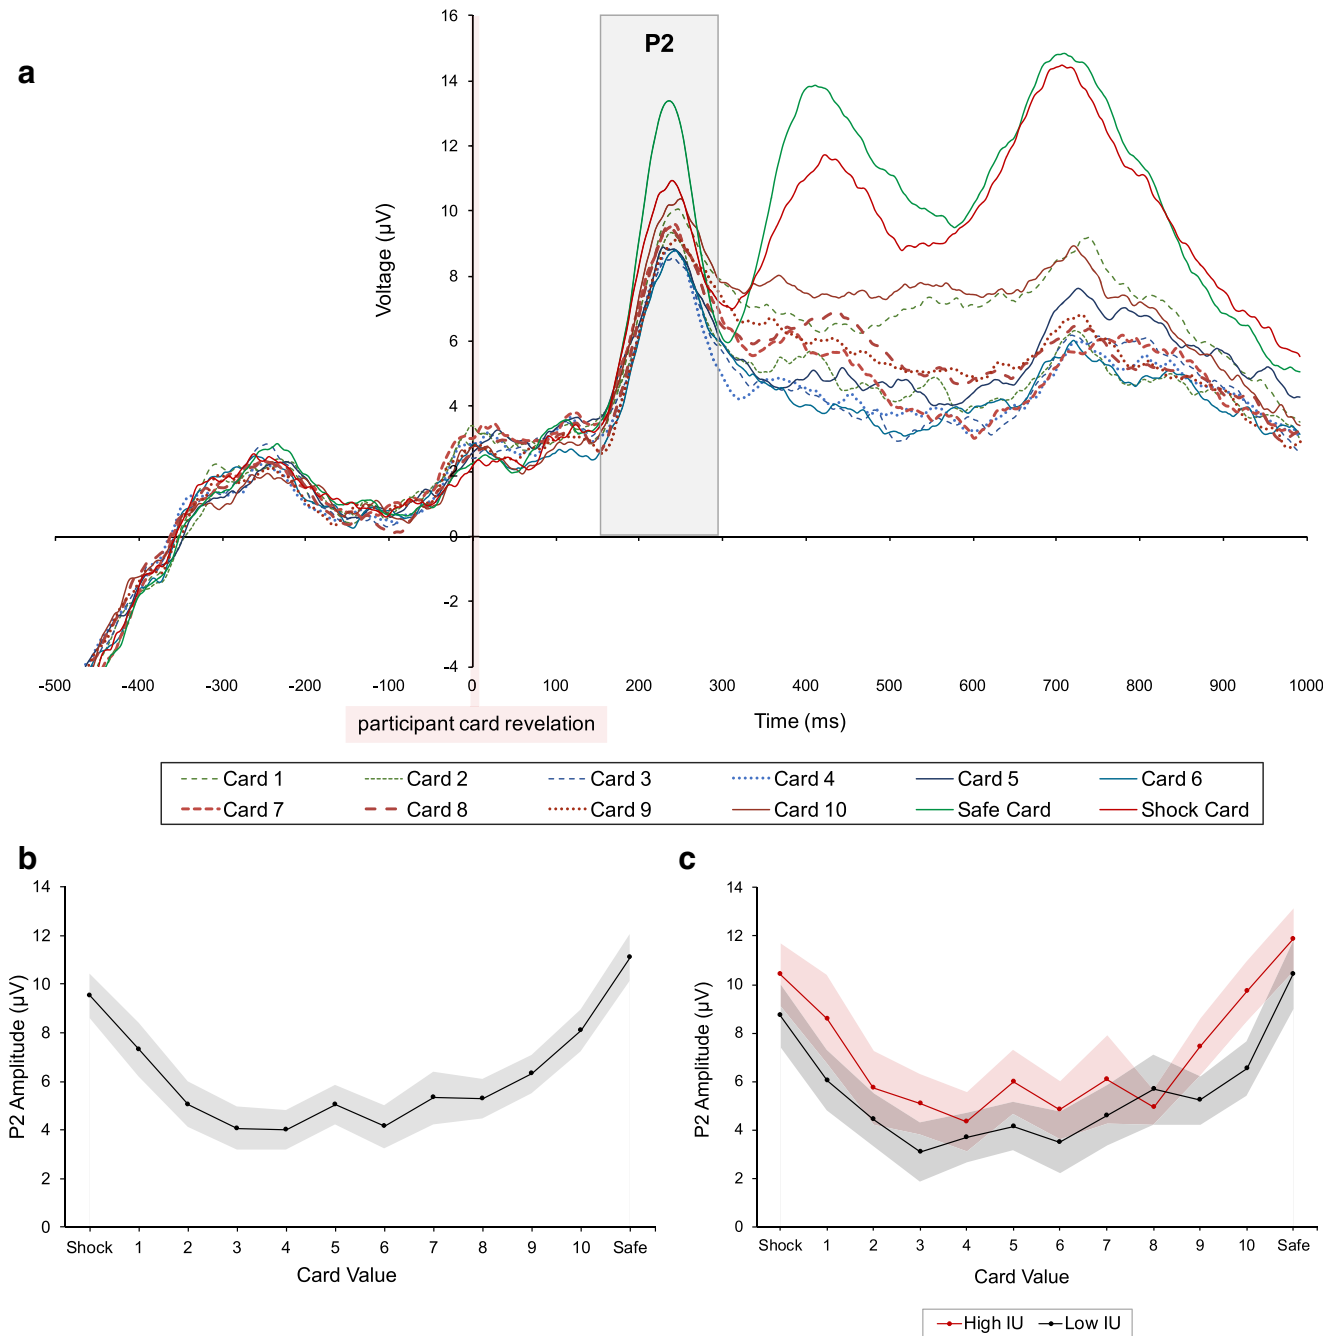 a
P2
16
14
12
10
8
6
4
2
0
-2
-4
Voltage (µV)
-500 -400 -300 -200 -100 0 100 200 300 400 500 600 700 800 900 1000
participant card revelation
Time (ms)
Card 1 Card 2 Card 3 Card 4 Card 5 Card 6
Card 7 Card 8 Card 9 Card 10 Safe Card Shock Card
b
14
12
10
8
6
4
2
0
P2 Amplitude (µV)
Shock 1 2 3 4 5 6 7 8 9 10 Safe
Card Value
c
14
12
10
8
6
4
2
0
P2 Amplitude (µV)
Shock 1 2 3 4 5 6 7 8 9 10 Safe
Card Value
High IU Low IU